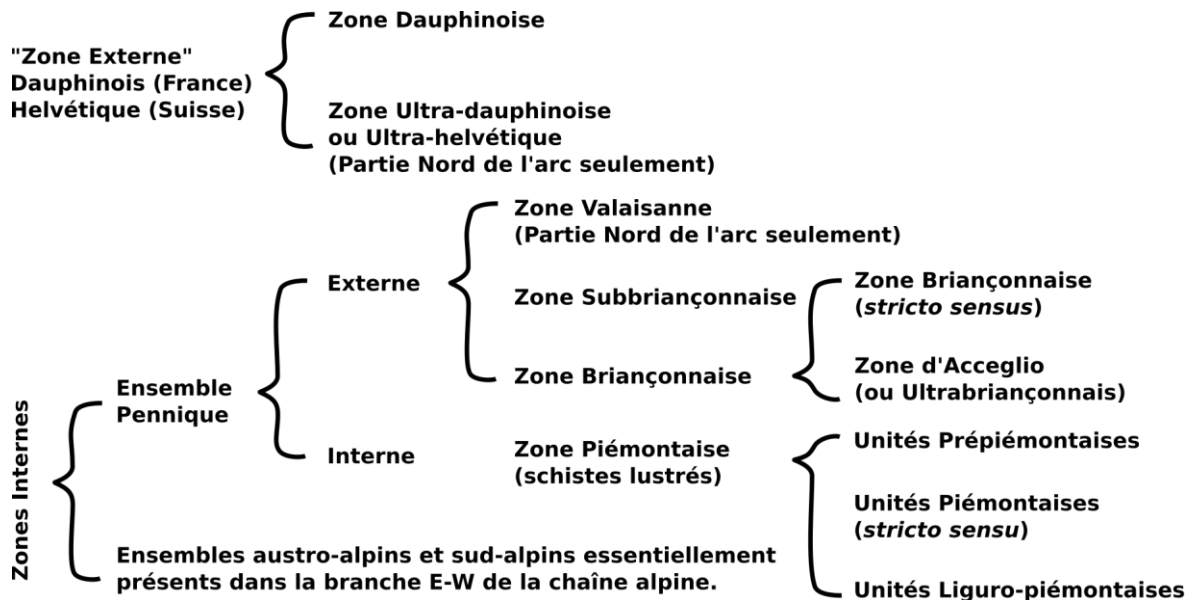 Zone Dauphinoise
"Zone Externe"
Dauphinois (France)
Helvétique (Suisse)
Zone Ultra-dauphinoise
ou Ultra-helvétique
(Partie Nord de l'arc seulement)
Zones Internes
Ensemble
Pennique
Externe
Zone Valaisanne
(Partie Nord de l'arc seulement)
Zone Subbriançonnaise
Zone Briançonnaise
Zone Briançonnaise
(stricto sensus)
Zone d'Acceglio
(ou Ultrabriançonnais)
Interne
Zone Piémontaise
(schistes lustrés)
Unités Prépiémontaises
Unités Piémontaises
(stricto sensu)
Unités Liguro-piémontaises
Ensembles austro-alpins et sud-alpins essentiellement
présents dans la branche E-W de la chaîne alpine.